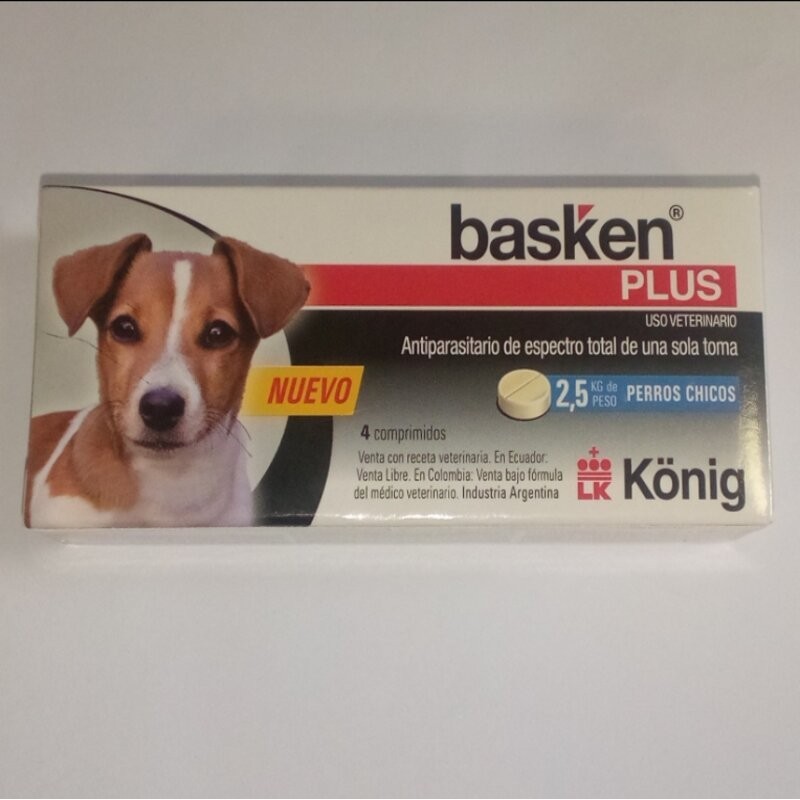 basken®
PLUS
USO VETERINARIO
Antiparasitario de espectro total de una sola toma
NUEVO
2,5 KG de PESO PERROS CHICOS
4 comprimidos
Venta con receta veterinaria. En Ecuador:
Venta Libre. En Colombia: Venta bajo fórmula
del médico veterinario. Industria Argentina
LK König